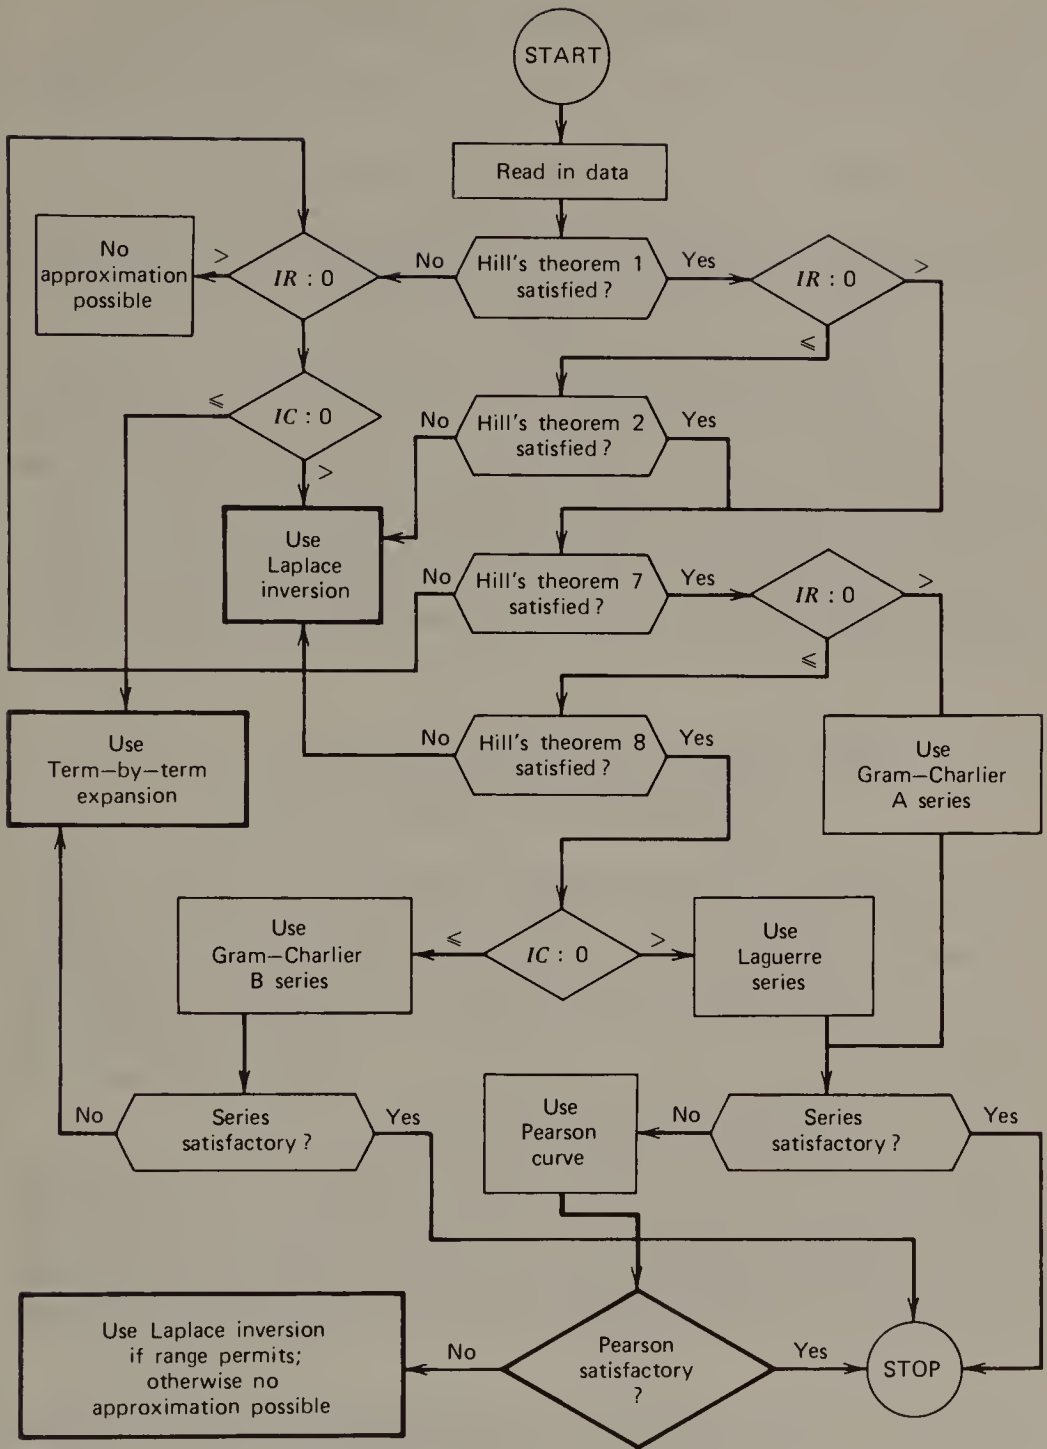 START
Read in data
No
approximation
possible
>
IR : 0
No
Hill's theorem 1
satisfied ?
Yes
IR : 0
>
⩽
⩽
IC : 0
No
Hill's theorem 2
satisfied ?
Yes
>
Use
Laplace
inversion
No
Hill's theorem 7
satisfied ?
Yes
IR : 0
>
⩽
Use
Term–by–term
expansion
No
Hill's theorem 8
satisfied ?
Yes
Use
Gram–Charlier
A series
Use
Gram–Charlier
B series
⩽
IC : 0
>
Use
Laguerre
series
No
Series
satisfactory ?
Yes
Use
Pearson
curve
No
Series
satisfactory ?
Yes
Use Laplace inversion
if range permits;
otherwise no
approximation possible
No
Pearson
satisfactory
?
Yes
STOP